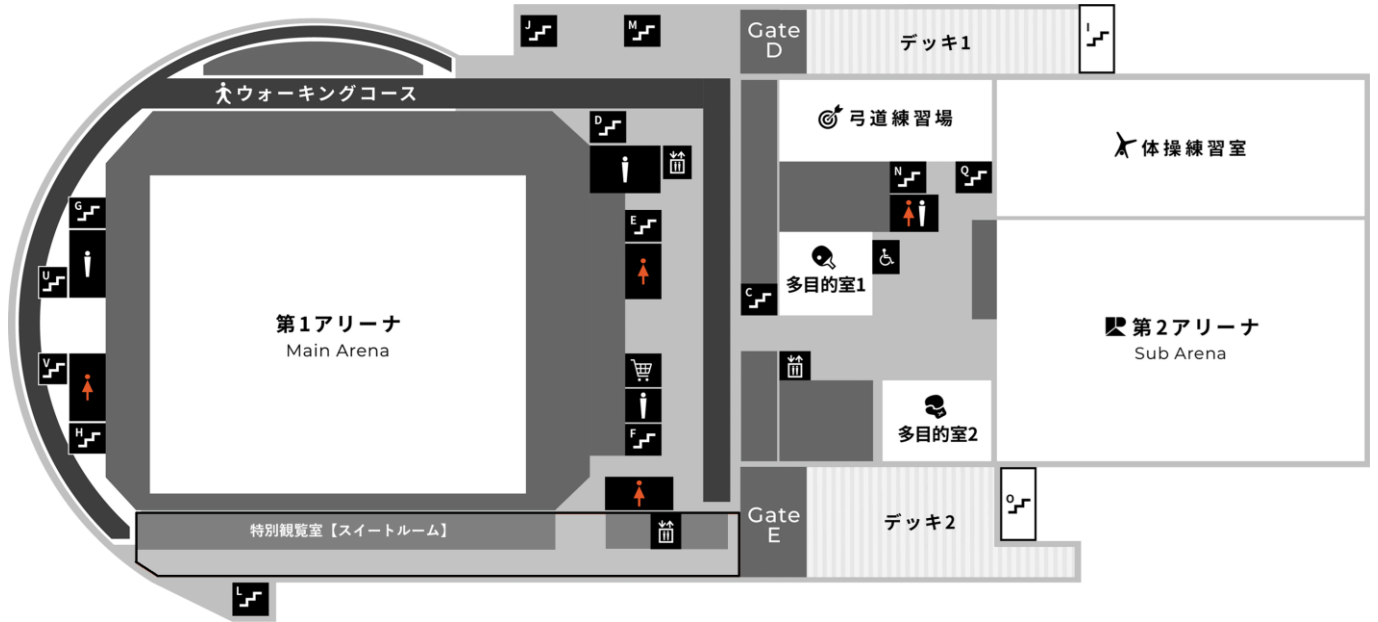 J
M
Gate
D
デッキ1
I
ウォーキングコース
D
弓道練習場
体操練習室
N
Q
G
E
U
多目的室1
C
第1アリーナ
Main Arena
第2アリーナ
Sub Arena
V
H
F
多目的室2
特別観覧室【スイートルーム】
Gate
E
デッキ2
O
L